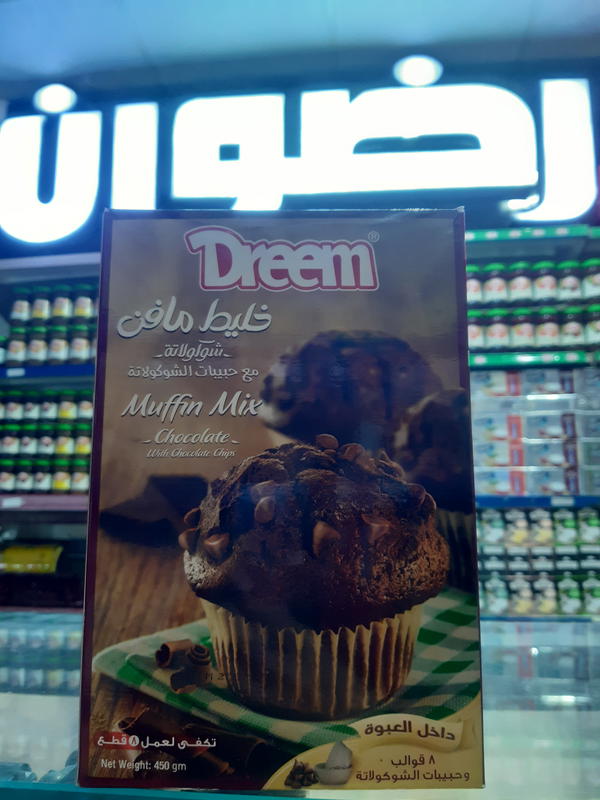 رضوان
Dreem®
خليط مافن
شوكولاتة
مع حبيبات الشوكولاتة
Muffin Mix
Chocolate
With Chocolate Chips
تكفي لعمل ٨ قطع
Net Weight: 450 gm
داخل العبوة
٨ قوالب
وحبيبات الشوكولاتة